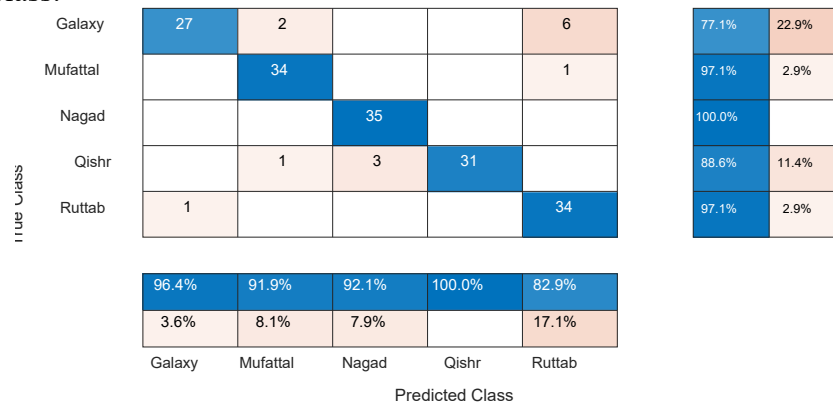 Galaxy 27 2 6 77.1% 22.9%
Mufattal 34 1 97.1% 2.9%
Nagad 35 100.0%
Qishr 1 3 31 88.6% 11.4%
Ruttab 1 34 97.1% 2.9%
True Class
96.4% 91.9% 92.1% 100.0% 82.9%
3.6% 8.1% 7.9% 17.1%
Galaxy Mufattal Nagad Qishr Ruttab
Predicted Class